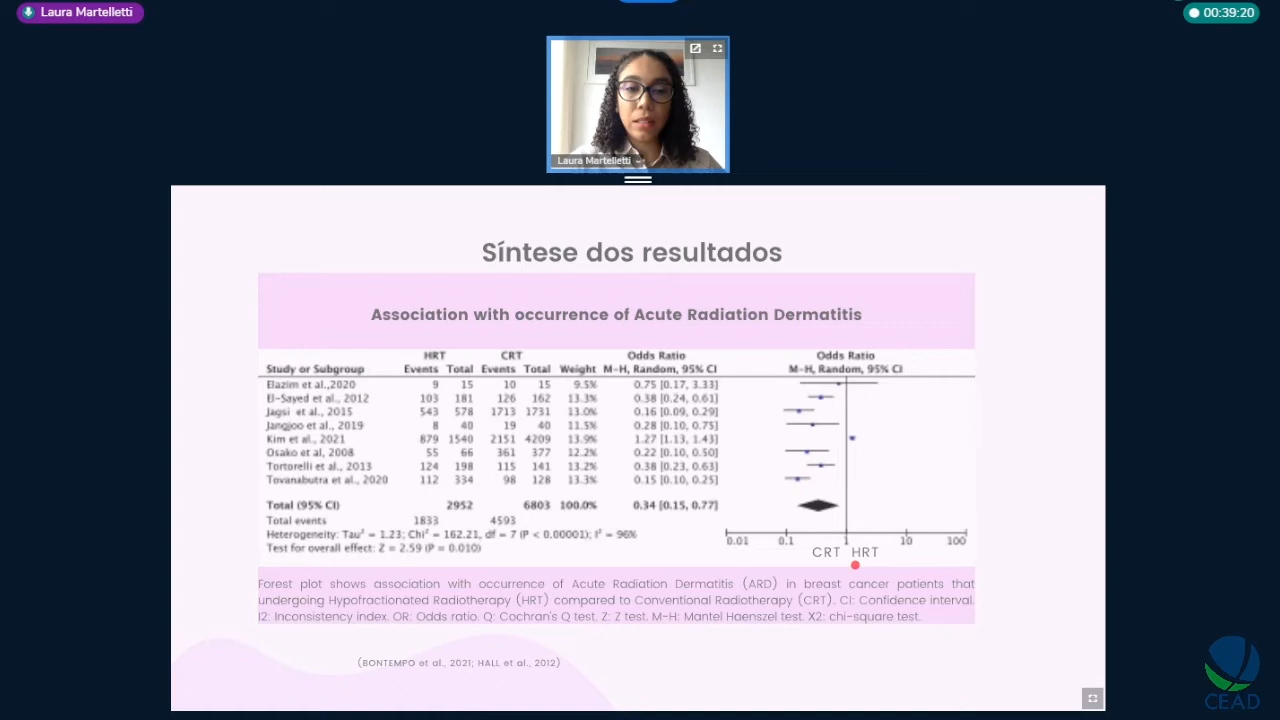 Laura Martelletti
00:39:20
Laura Martelletti
Síntese dos resultados
Association with occurrence of Acute Radiation Dermatitis
HRT CRT Odds Ratio Odds Ratio
Study or Subgroup Events Total Events Total Weight M-H, Random, 95% CI M-H, Random, 95% CI
Elazim et al.,2020 9 15 10 15 9.5% 0.75 [0.17, 3.33]
El-Sayed et al., 2012 103 181 126 162 13.3% 0.38 [0.24, 0.61]
Jagsi et al., 2015 543 578 1713 1731 13.0% 0.16 [0.09, 0.29]
Jangjoo et al., 2019 8 40 19 40 11.5% 0.28 [0.10, 0.75]
Kim et al., 2021 879 1540 2151 4209 13.9% 1.27 [1.13, 1.43]
Osako et al, 2008 55 66 361 377 12.2% 0.22 [0.10, 0.50]
Tortorelli et al., 2013 124 198 115 141 13.2% 0.38 [0.23, 0.63]
Tovanabutra et al., 2020 112 334 98 128 13.3% 0.15 [0.10, 0.25]
Total (95% CI) 2952 6803 100.0% 0.34 [0.15, 0.77]
Total events 1833 4593
Heterogeneity: Tau² = 1.23; Chi² = 162.21, df = 7 (P < 0.00001); I² = 96%
Test for overall effect: Z = 2.59 (P = 0.010)
0.01 0.1 1 10 100
CRT HRT
Forest plot shows association with occurrence of Acute Radiation Dermatitis (ARD) in breast cancer patients that
undergoing Hypofractionated Radiotherapy (HRT) compared to Conventional Radiotherapy (CRT). CI: Confidence interval.
I2: Inconsistency index. OR: Odds ratio. Q: Cochran's Q test. Z: Z test. M-H: Mantel Haenszel test. X2: chi-square test.
(BONTEMPO et al., 2021; HALL et al., 2012)
CEAD